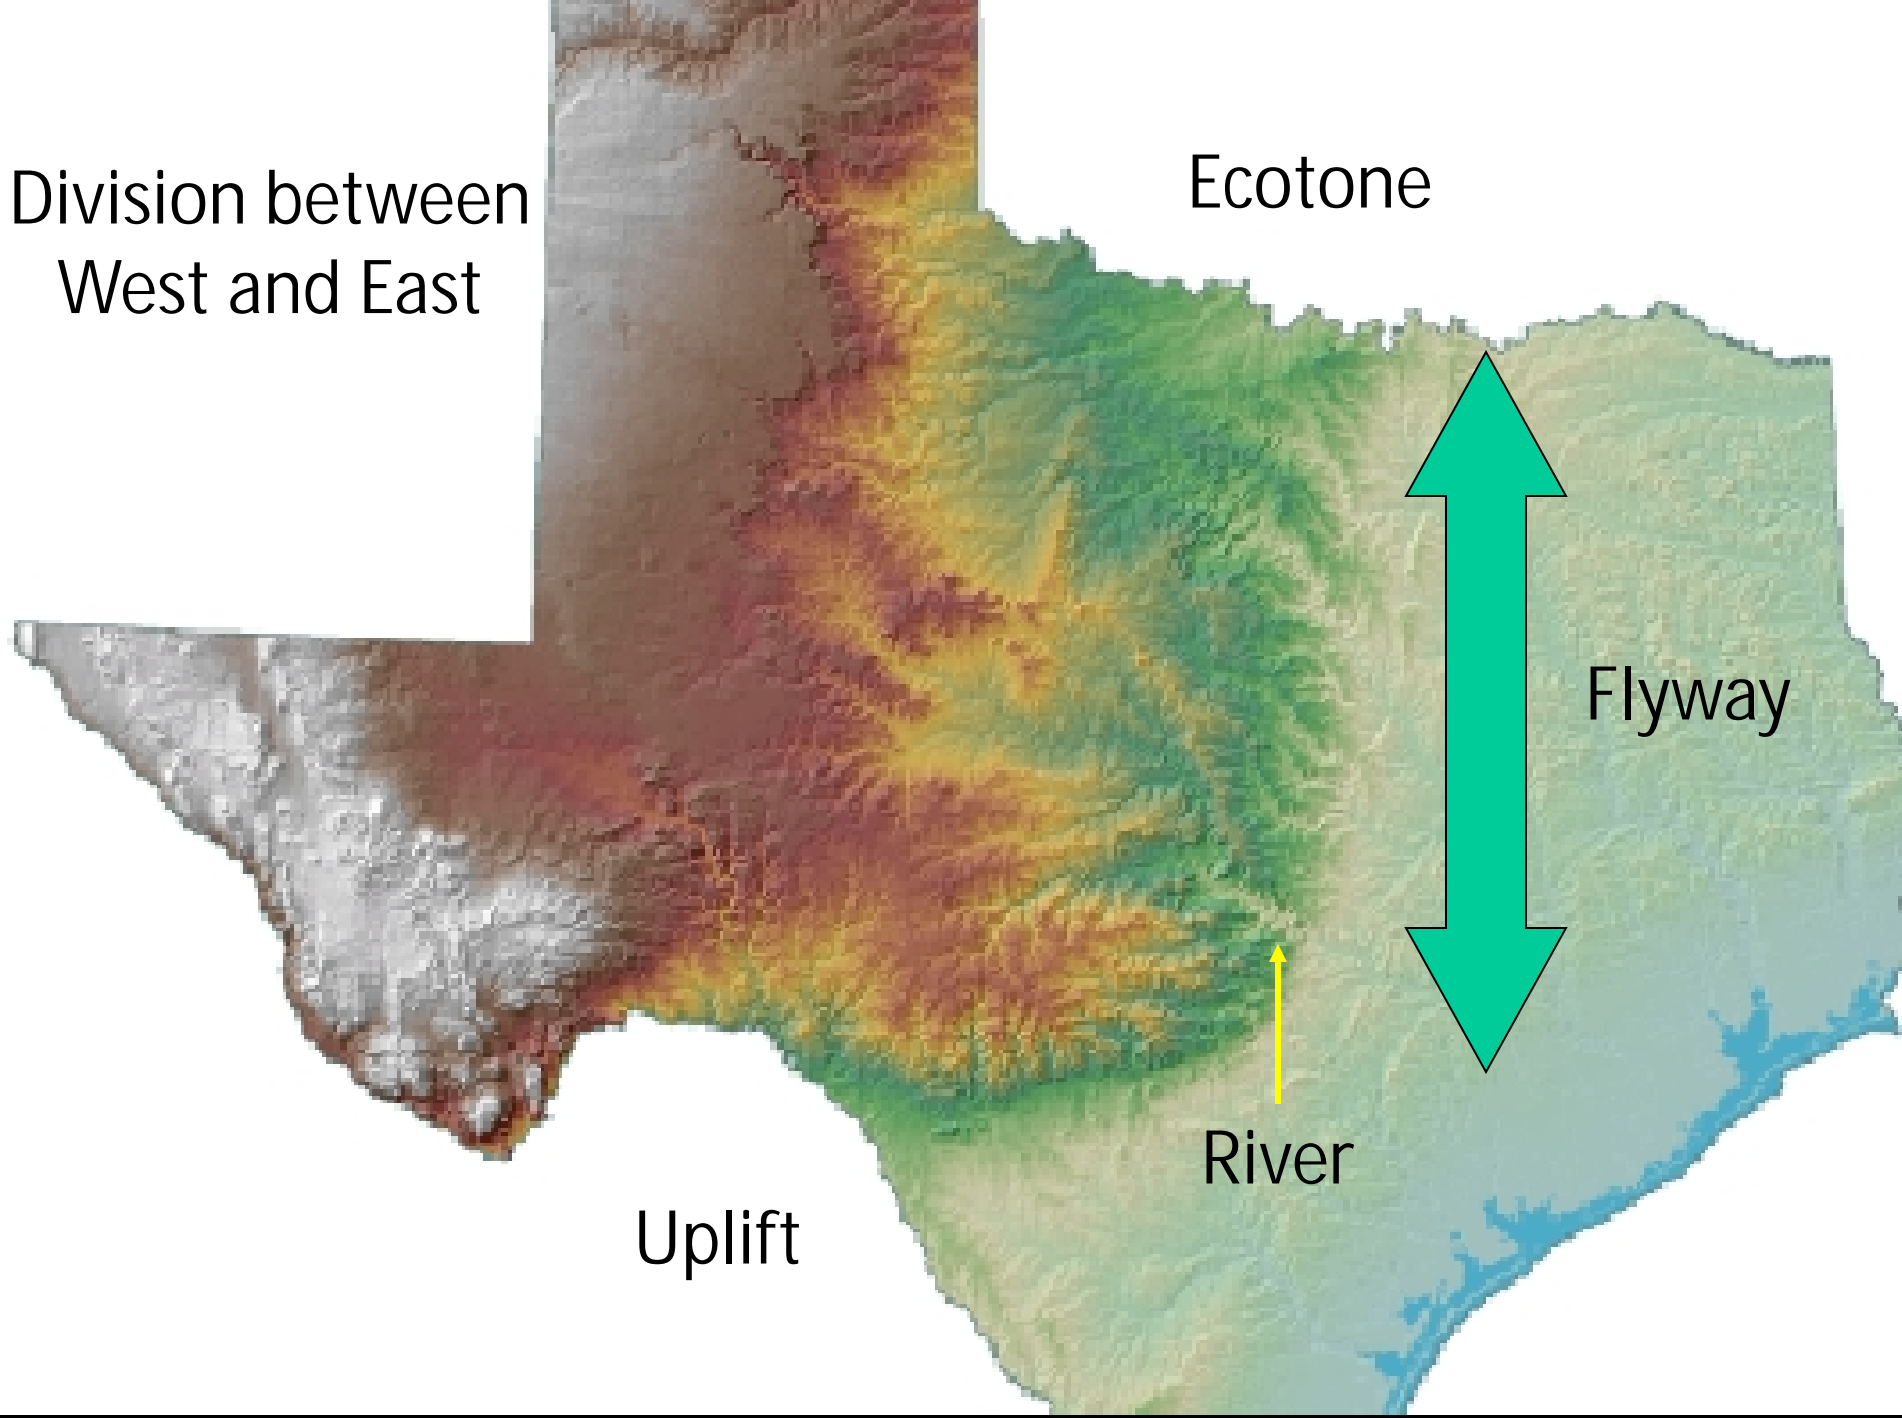 Division between
West and East
Ecotone
Flyway
River
Uplift